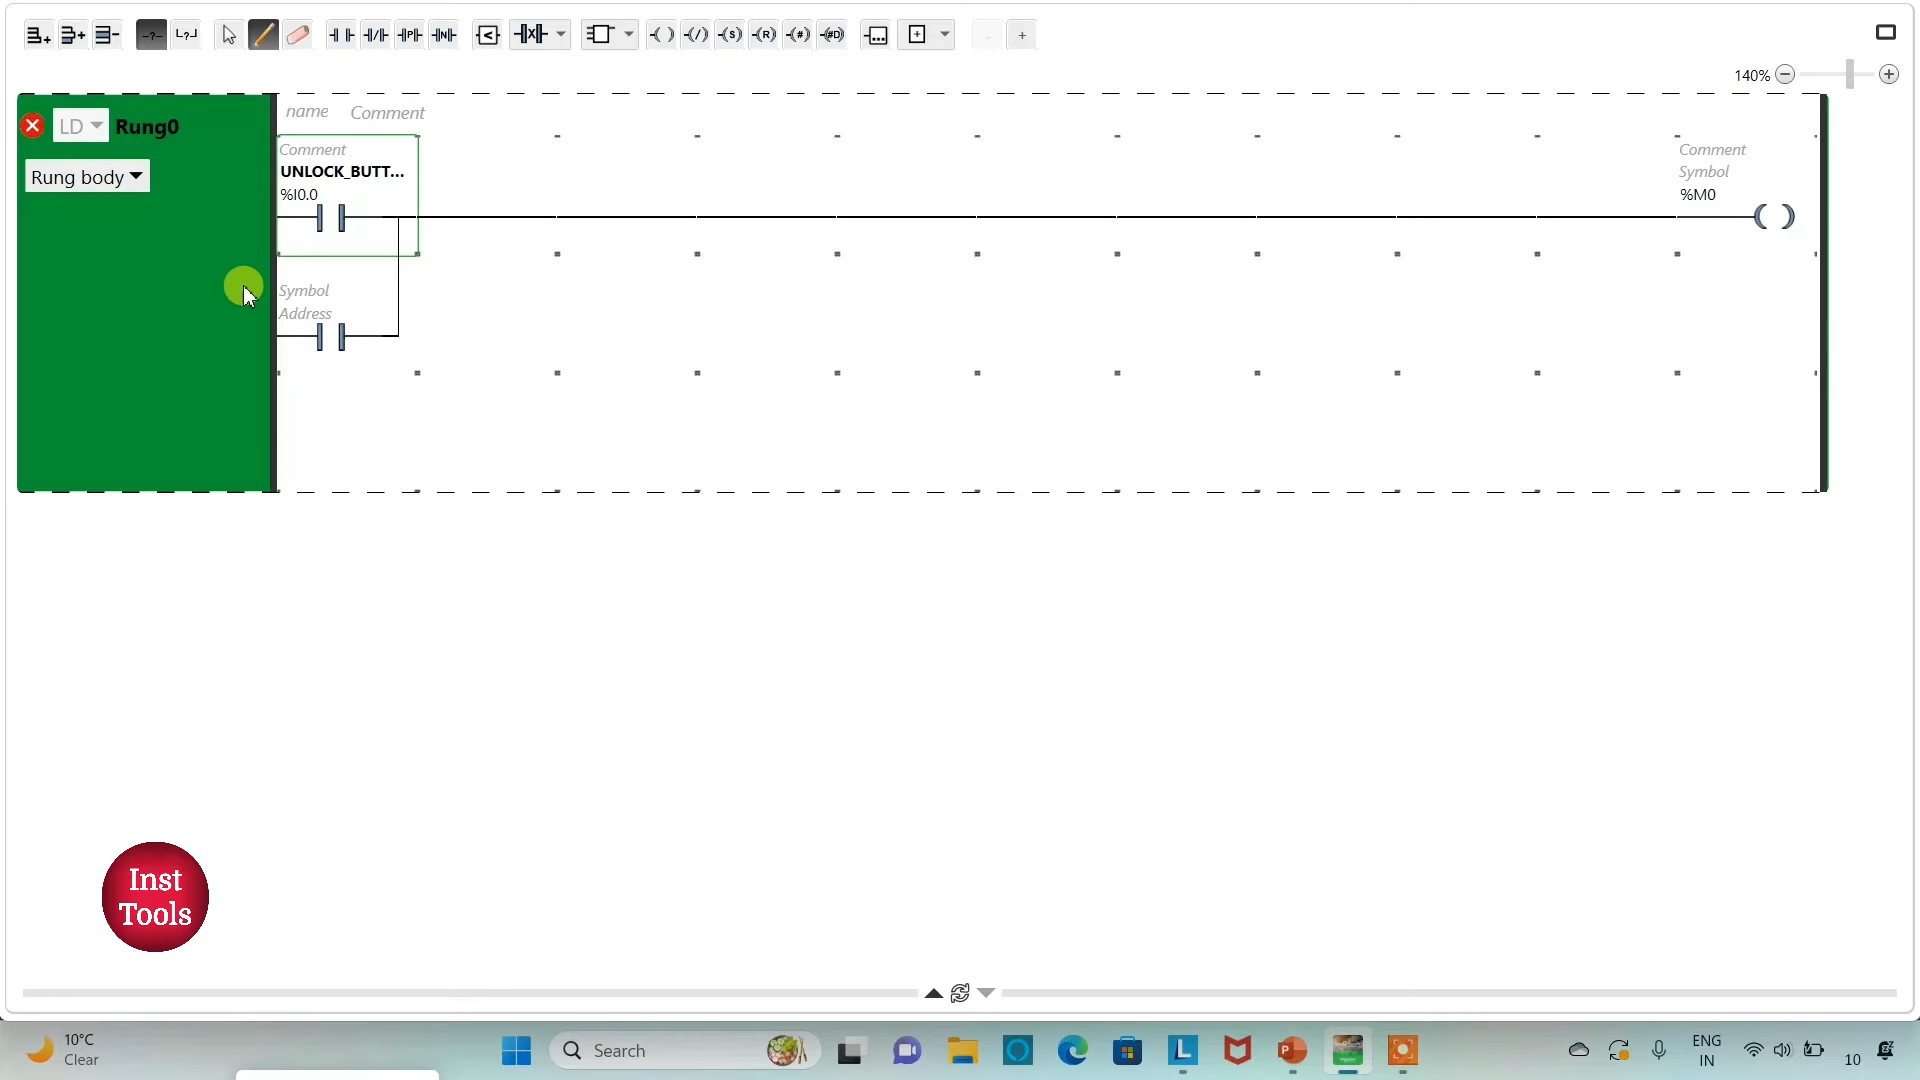 140%
LD Rung0
name Comment
Comment
UNLOCK_BUTT...
%I0.0
Comment
Symbol
%M0
Rung body
Symbol
Address
Inst
Tools
10°C
Clear
Search
ENG
IN
10